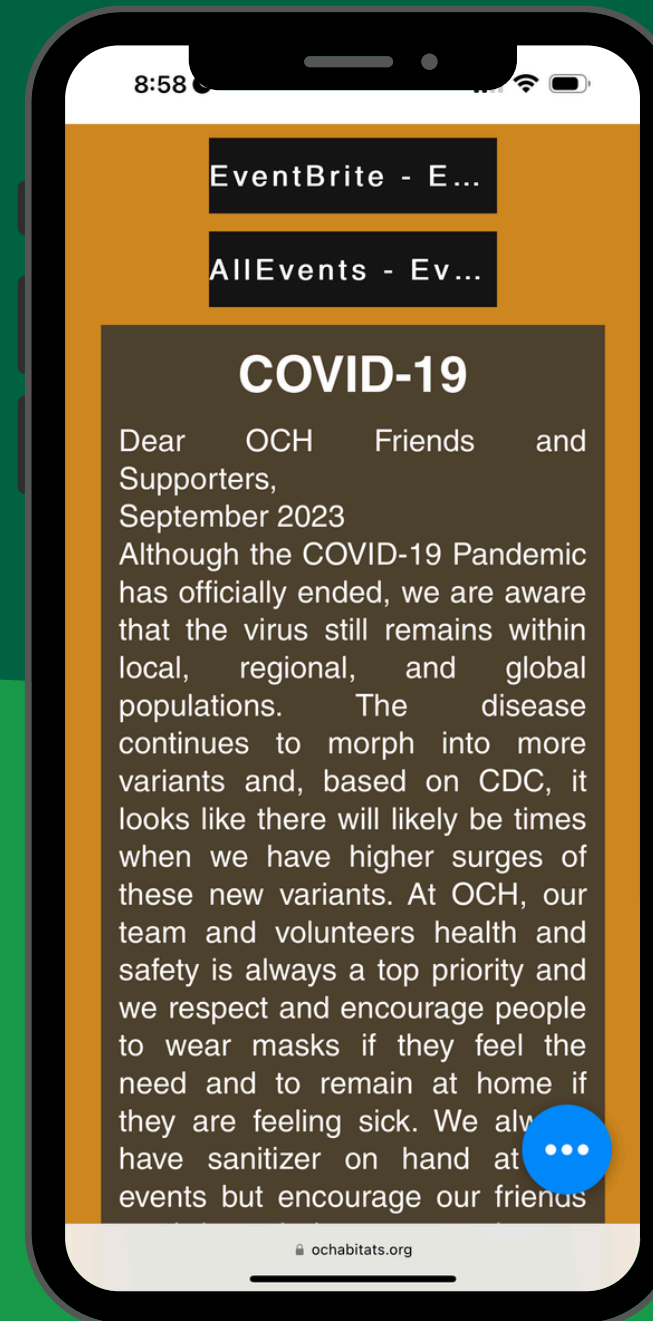 8:58
EventBrite - E...
AllEvents - Ev...
COVID-19
Dear OCH Friends and
Supporters,
September 2023
Although the COVID-19 Pandemic
has officially ended, we are aware
that the virus still remains within
local, regional, and global
populations. The disease
continues to morph into more
variants and, based on CDC, it
looks like there will likely be times
when we have higher surges of
these new variants. At OCH, our
team and volunteers health and
safety is always a top priority and
we respect and encourage people
to wear masks if they feel the
need and to remain at home if
they are feeling sick. We
have sanitizer on hand at
events but encourage our friends
ochabitats.org